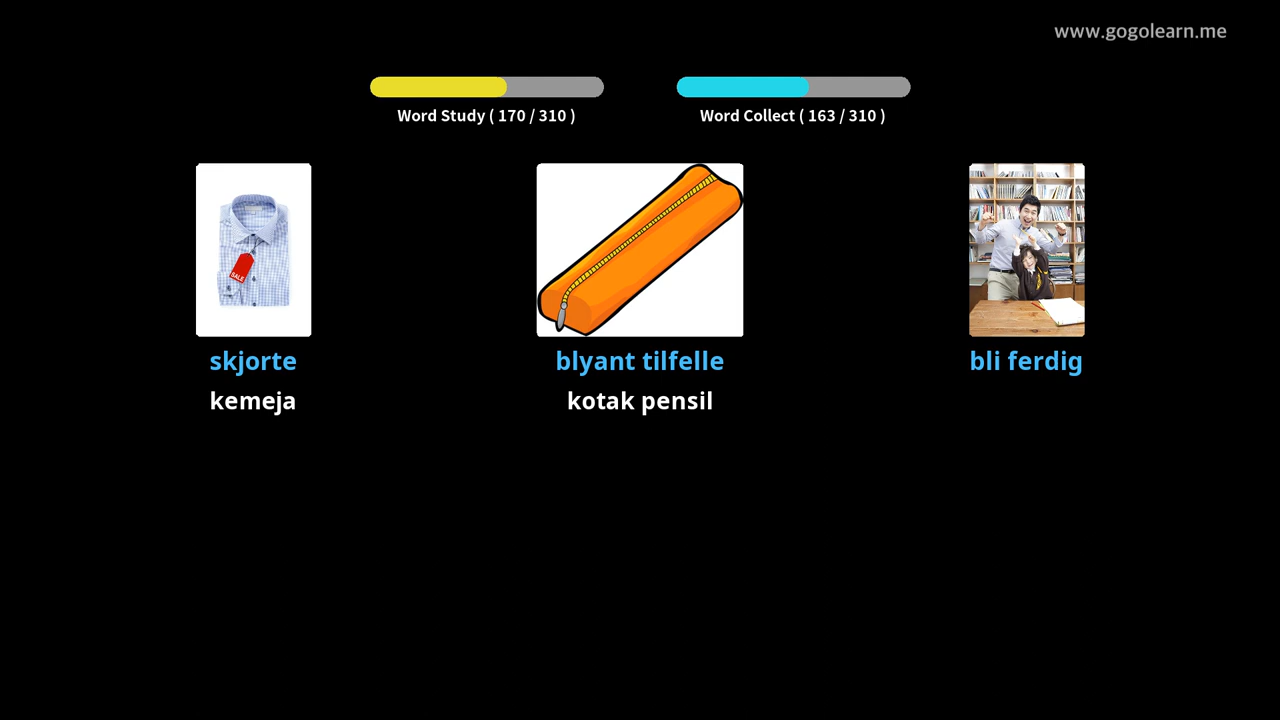 www.gogolearn.me
Word Study ( 170 / 310 )
Word Collect ( 163 / 310 )
SALE
skjorte
blyant tilfelle
bli ferdig
kemeja
kotak pensil